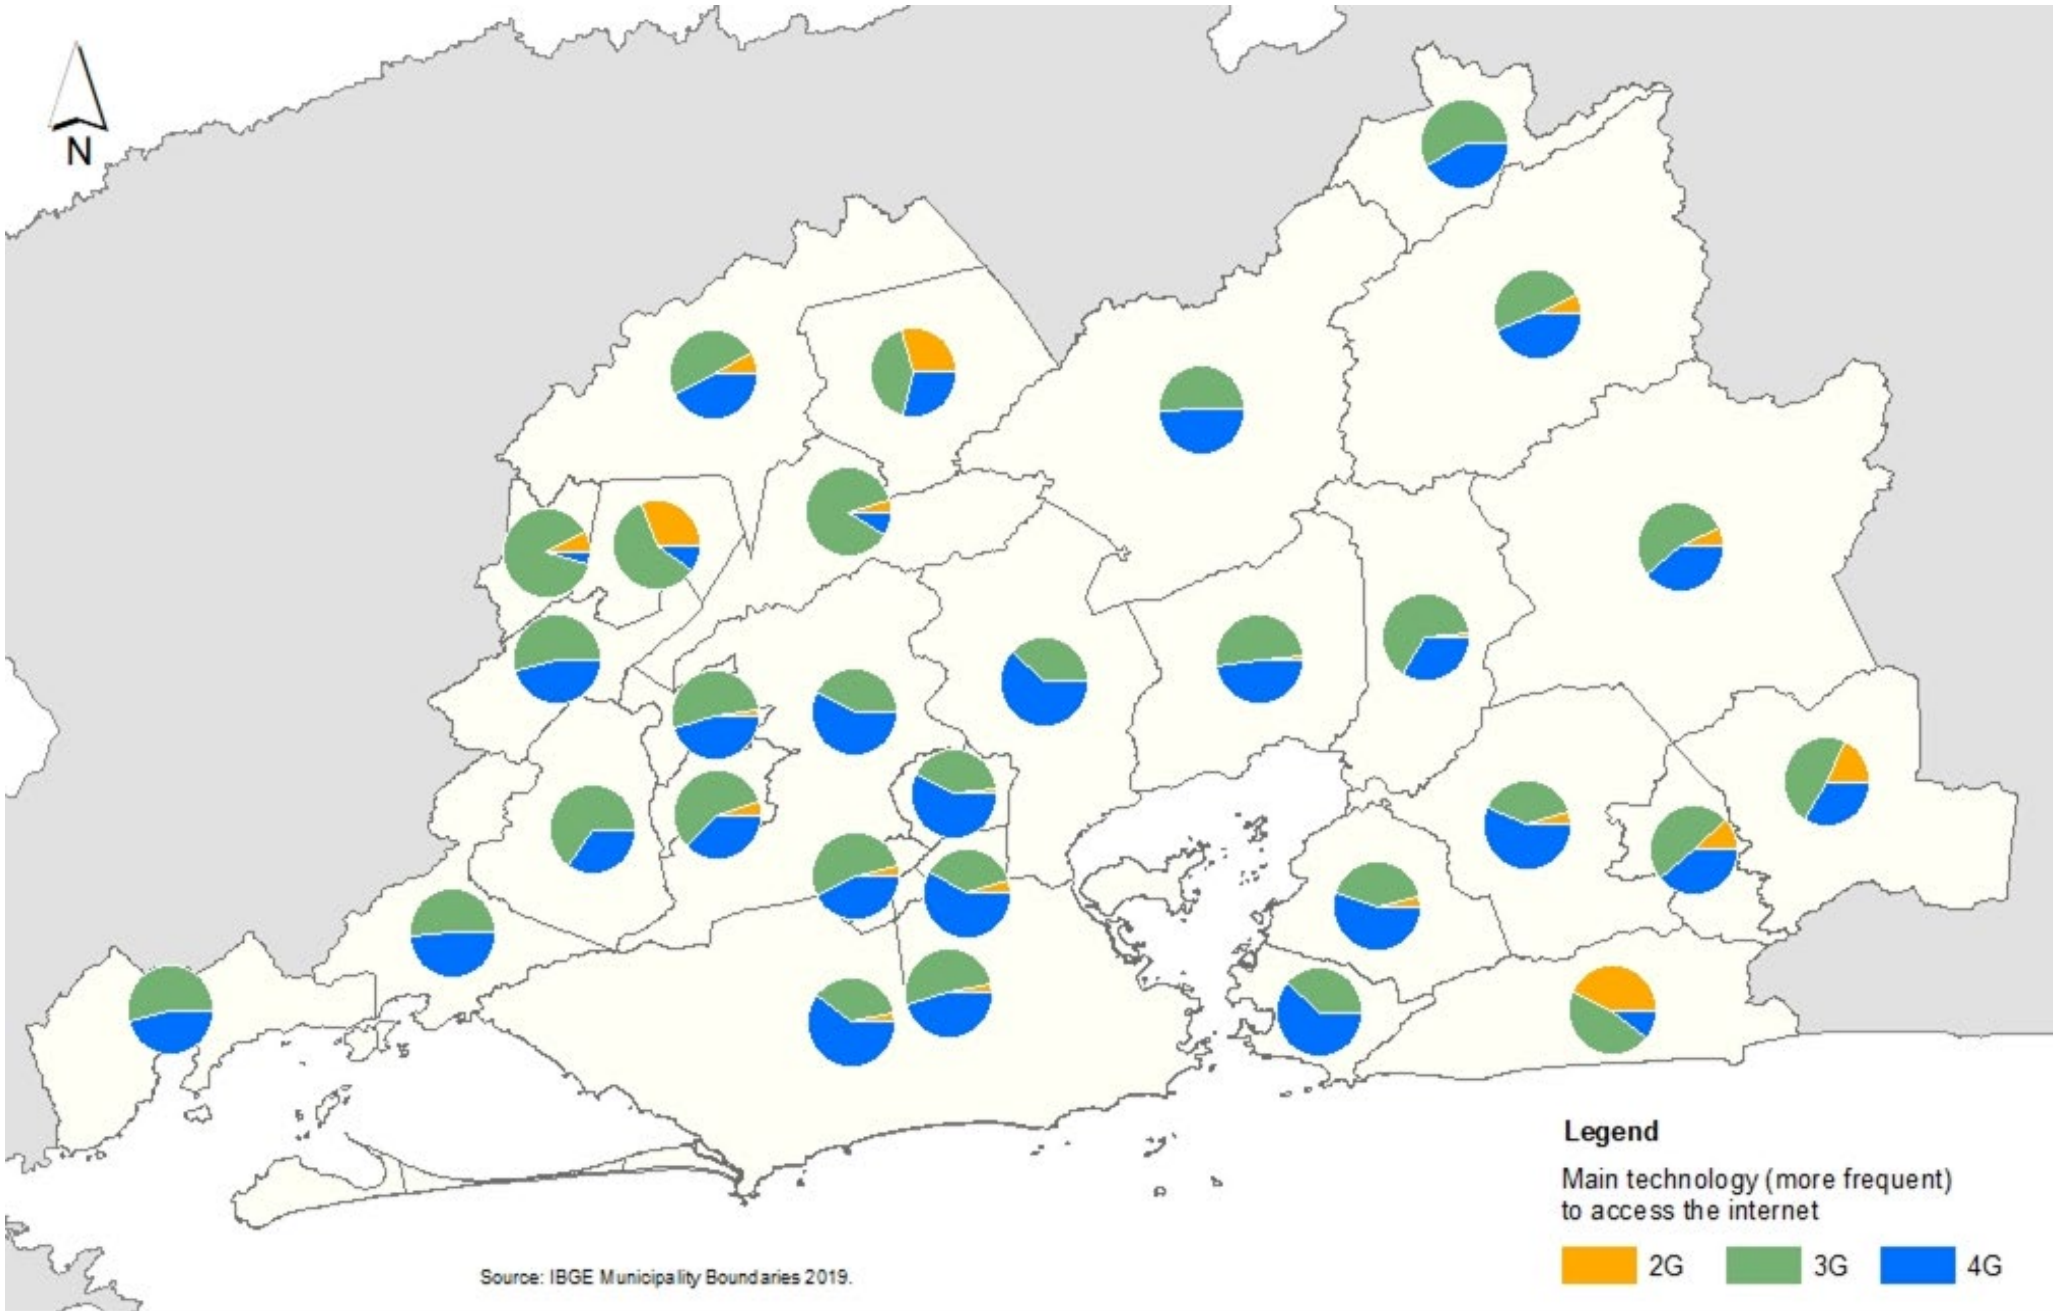 N
Legend
Main technology (more frequent)
to access the internet
2G 3G 4G
Source: IBGE Municipality Boundaries 2019.